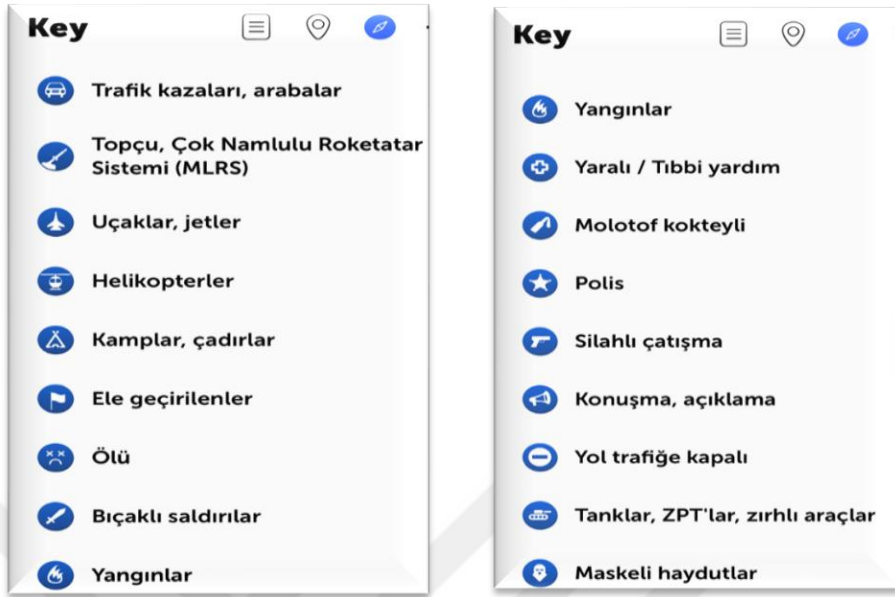 Key
Trafik kazaları, arabalar
Topçu, Çok Namlulu Roketatar
Sistemi (MLRS)
Uçaklar, jetler
Helikopterler
Kamplar, çadırlar
Ele geçirilenler
Ölü
Bıçaklı saldırılar
Yangınlar
Key
Yangınlar
Yaralı / Tıbbi yardım
Molotof kokteyli
Polis
Silahlı çatışma
Konuşma, açıklama
Yol trafiğe kapalı
Tanklar, ZPT'lar, zırhlı araçlar
Maskeli haydutlar